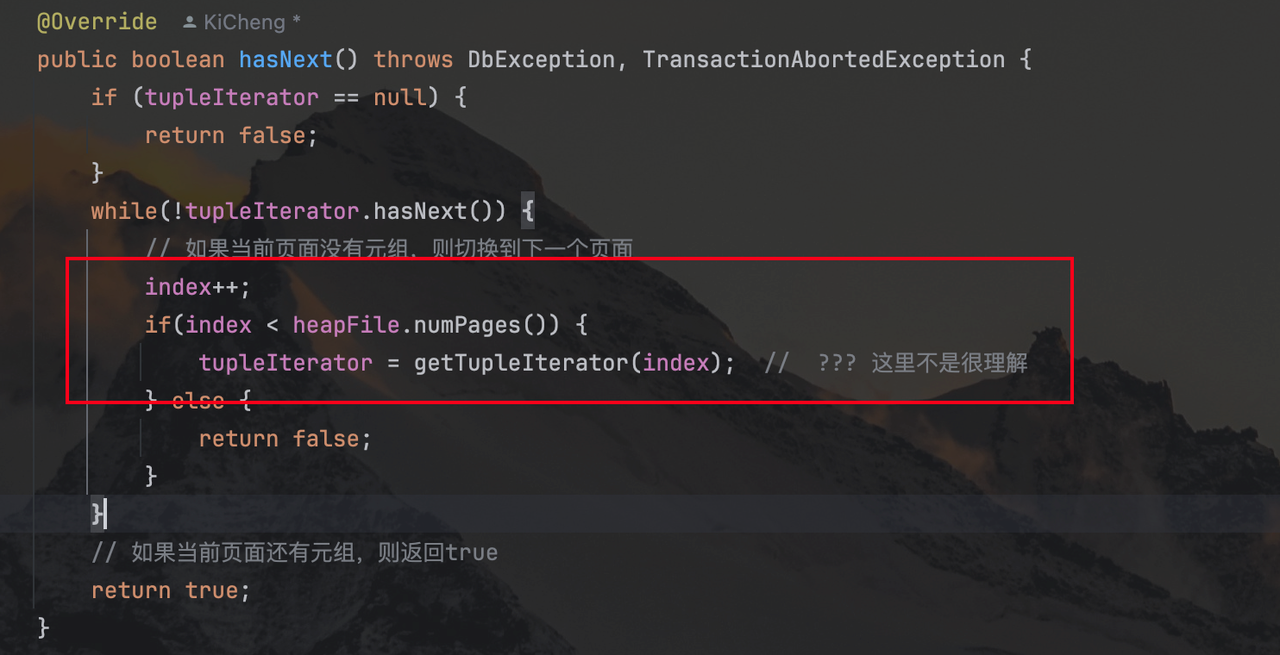 @Override KiCheng *
public boolean hasNext() throws DbException, TransactionAbortedException {
if (tupleIterator == null) {
return false;
}
while(!tupleIterator.hasNext()) {
// 如果当前页面没有元组，则切换到下一个页面
index++;
if(index < heapFile.numPages()) {
tupleIterator = getTupleIterator(index); // ??? 这里不是很理解
} else {
return false;
}
}
// 如果当前页面还有元组，则返回true
return true;
}